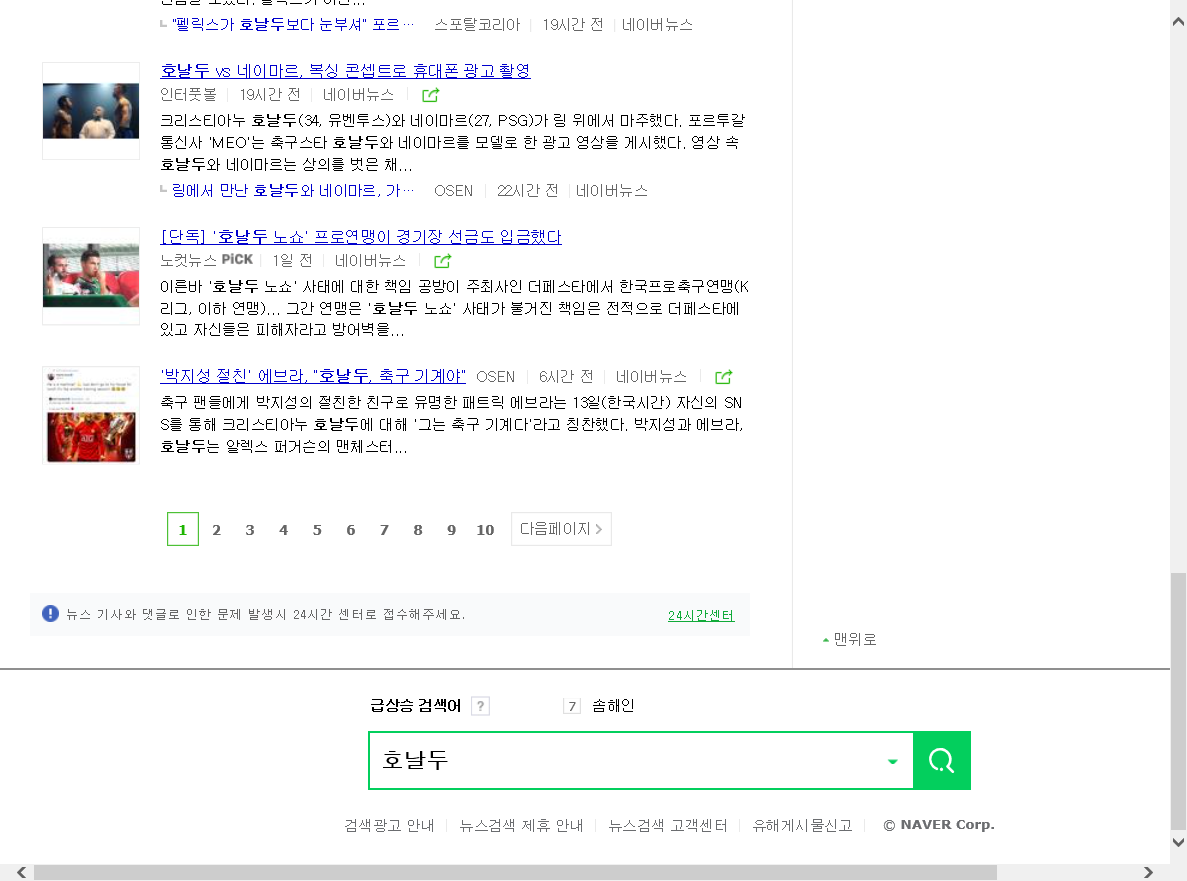 "펠릭스가 호날두보다 눈부셔" 포르… 스포탈코리아 19시간 전 네이버뉴스
호날두 vs 네이마르, 복싱 콘셉트로 휴대폰 광고 촬영
인터풋볼 19시간 전 네이버뉴스
크리스티아누 호날두(34, 유벤투스)와 네이마르(27, PSG)가 링 위에서 마주했다. 포르투갈
통신사 'MEO'는 축구스타 호날두와 네이마르를 모델로 한 광고 영상을 게시했다. 영상 속
호날두와 네이마르는 상의를 벗은 채...
링에서 만난 호날두와 네이마르, 가… OSEN 22시간 전 네이버뉴스
[단독] '호날두 노쇼' 프로연맹이 경기장 선금도 입금했다
노컷뉴스 PiCK 1일 전 네이버뉴스
이른바 '호날두 노쇼' 사태에 대한 책임 공방이 주최사인 더페스타에서 한국프로축구연맹(K
리그, 이하 연맹)... 그간 연맹은 '호날두 노쇼' 사태가 불거진 책임은 전적으로 더페스타에
있고 자신들은 피해자라고 방어벽을...
'박지성 절친' 에브라, "호날두, 축구 기계야" OSEN 6시간 전 네이버뉴스
축구 팬들에게 박지성의 절친한 친구로 유명한 패트릭 에브라는 13일(한국시간) 자신의 SN
S를 통해 크리스티아누 호날두에 대해 '그는 축구 기계다'라고 칭찬했다. 박지성과 에브라,
호날두는 알렉스 퍼거슨의 맨체스터...
1 2 3 4 5 6 7 8 9 10 다음페이지
뉴스 기사와 댓글로 인한 문제 발생시 24시간 센터로 접수해주세요. 24시간센터
맨위로
급상승 검색어 ? 7 솜해인
호날두
검색광고 안내 뉴스검색 제휴 안내 뉴스검색 고객센터 유해게시물신고 © NAVER Corp.